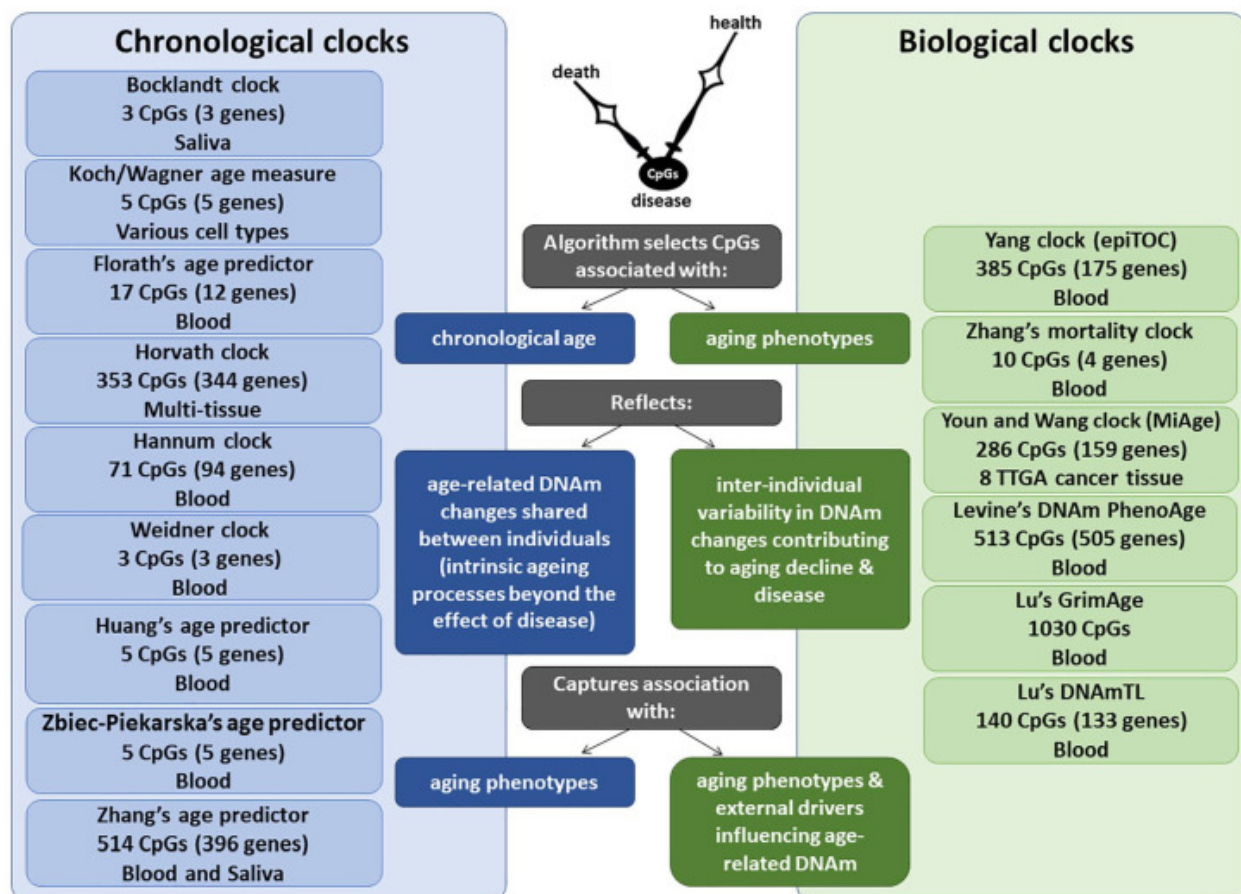 Chronological clocks
Bocklandt clock
3 CpGs (3 genes)
Saliva
Koch/Wagner age measure
5 CpGs (5 genes)
Various cell types
Florath's age predictor
17 CpGs (12 genes)
Blood
Horvath clock
353 CpGs (344 genes)
Multi-tissue
Hannum clock
71 CpGs (94 genes)
Blood
Weidner clock
3 CpGs (3 genes)
Blood
Huang's age predictor
5 CpGs (5 genes)
Blood
Zbiec-Piekarska's age predictor
5 CpGs (5 genes)
Blood
Zhang's age predictor
514 CpGs (396 genes)
Blood and Saliva
health
death
CpGs
disease
Algorithm selects CpGs
associated with:
chronological age
aging phenotypes
Reflects:
age-related DNAm
changes shared
between individuals
(intrinsic ageing
processes beyond the
effect of disease)
inter-individual
variability in DNAm
changes contributing
to aging decline &
disease
Captures association
with:
aging phenotypes
aging phenotypes &
external drivers
influencing age-
related DNAm
Biological clocks
Yang clock (epiTOC)
385 CpGs (175 genes)
Blood
Zhang's mortality clock
10 CpGs (4 genes)
Blood
Youn and Wang clock (MiAge)
286 CpGs (159 genes)
8 TTGA cancer tissue
Levine's DNAm PhenoAge
513 CpGs (505 genes)
Blood
Lu's GrimAge
1030 CpGs
Blood
Lu's DNAmTL
140 CpGs (133 genes)
Blood